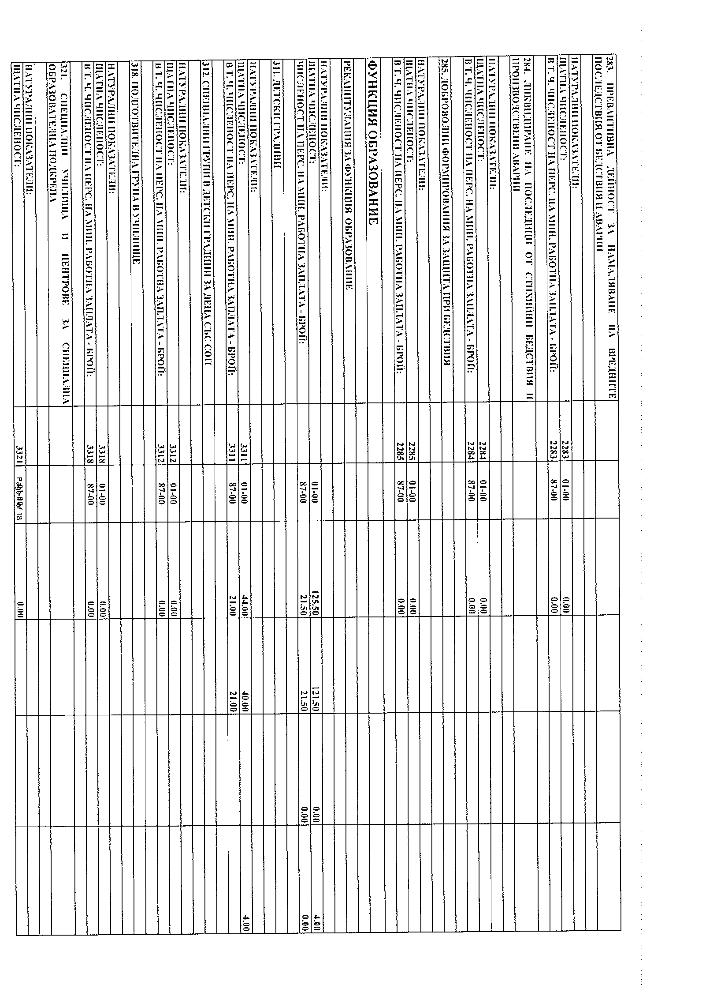 283. ПРЕВАНТИВНА ДЕЙНОСТ ЗА НАМАЛЯВАНЕ НА ВРЕДНИТЕ
ПОСЛЕДСТВИЯ ОТ БЕДСТВИЯ И АВАРИИ
НАТУРАЛНИ ПОКАЗАТЕЛИ:
ЩАТНА ЧИСЛЕНОСТ: 2283 01-00 0.00
В Т. Ч. ЧИСЛЕНОСТ НА ПЕРС. НА МИН. РАБОТНА ЗАПЛАТА - БРОЙ: 2283 87-00 0.00
284. ЛИКВИДИРАНЕ НА ПОСЛЕДИЦИ ОТ СТИХИЙНИ БЕДСТВИЯ И
ПРОИЗВОДСТВЕНИ АВАРИИ
НАТУРАЛНИ ПОКАЗАТЕЛИ:
ЩАТНА ЧИСЛЕНОСТ: 2284 01-00 0.00
В Т. Ч. ЧИСЛЕНОСТ НА ПЕРС. НА МИН. РАБОТНА ЗАПЛАТА - БРОЙ: 2284 87-00 0.00
285. ДОБРОВОЛНИ ФОРМИРОВАНИЯ ЗА ЗАЩИТА ПРИ БЕДСТВИЯ
НАТУРАЛНИ ПОКАЗАТЕЛИ:
ЩАТНА ЧИСЛЕНОСТ: 2285 01-00 0.00
В Т. Ч. ЧИСЛЕНОСТ НА ПЕРС. НА МИН. РАБОТНА ЗАПЛАТА - БРОЙ: 2285 87-00 0.00
ФУНКЦИЯ ОБРАЗОВАНИЕ
РЕКАПИТУЛАЦИЯ ЗА ФУНКЦИЯ ОБРАЗОВАНИЕ
НАТУРАЛНИ ПОКАЗАТЕЛИ:
ЩАТНА ЧИСЛЕНОСТ: 01-00 125.50 121.50 0.00 4.00
ЧИСЛЕНОСТ НА ПЕРС. НА МИН. РАБОТНА ЗАПЛАТА - БРОЙ: 87-00 21.50 21.50 0.00 0.00
311. ДЕТСКИ ГРАДИНИ
НАТУРАЛНИ ПОКАЗАТЕЛИ:
ЩАТНА ЧИСЛЕНОСТ: 3311 01-00 44.00 40.00 4.00
В Т. Ч. ЧИСЛЕНОСТ НА ПЕРС. НА МИН. РАБОТНА ЗАПЛАТА - БРОЙ: 3311 87-00 21.00 21.00
312. СПЕЦИАЛНИ ГРУПИ В ДЕТСКИ ГРАДИНИ ЗА ДЕЦА СЪС СОП
НАТУРАЛНИ ПОКАЗАТЕЛИ:
ЩАТНА ЧИСЛЕНОСТ: 3312 01-00 0.00
В Т. Ч. ЧИСЛЕНОСТ НА ПЕРС. НА МИН. РАБОТНА ЗАПЛАТА - БРОЙ: 3312 87-00 0.00
318. ПОДГОТВИТЕЛНА ГРУПА В УЧИЛИЩЕ
НАТУРАЛНИ ПОКАЗАТЕЛИ:
ЩАТНА ЧИСЛЕНОСТ: 3318 01-00 0.00
В Т. Ч. ЧИСЛЕНОСТ НА ПЕРС. НА МИН. РАБОТНА ЗАПЛАТА - БРОЙ: 3318 87-00 0.00
321. СПЕЦИАЛНИ УЧИЛИЩА И ЦЕНТРОВЕ ЗА СПЕЦИАЛНА
ОБРАЗОВАТЕЛНА ПОДКРЕПА
НАТУРАЛНИ ПОКАЗАТЕЛИ:
ЩАТНА ЧИСЛЕНОСТ: 3321 0.00
of 18